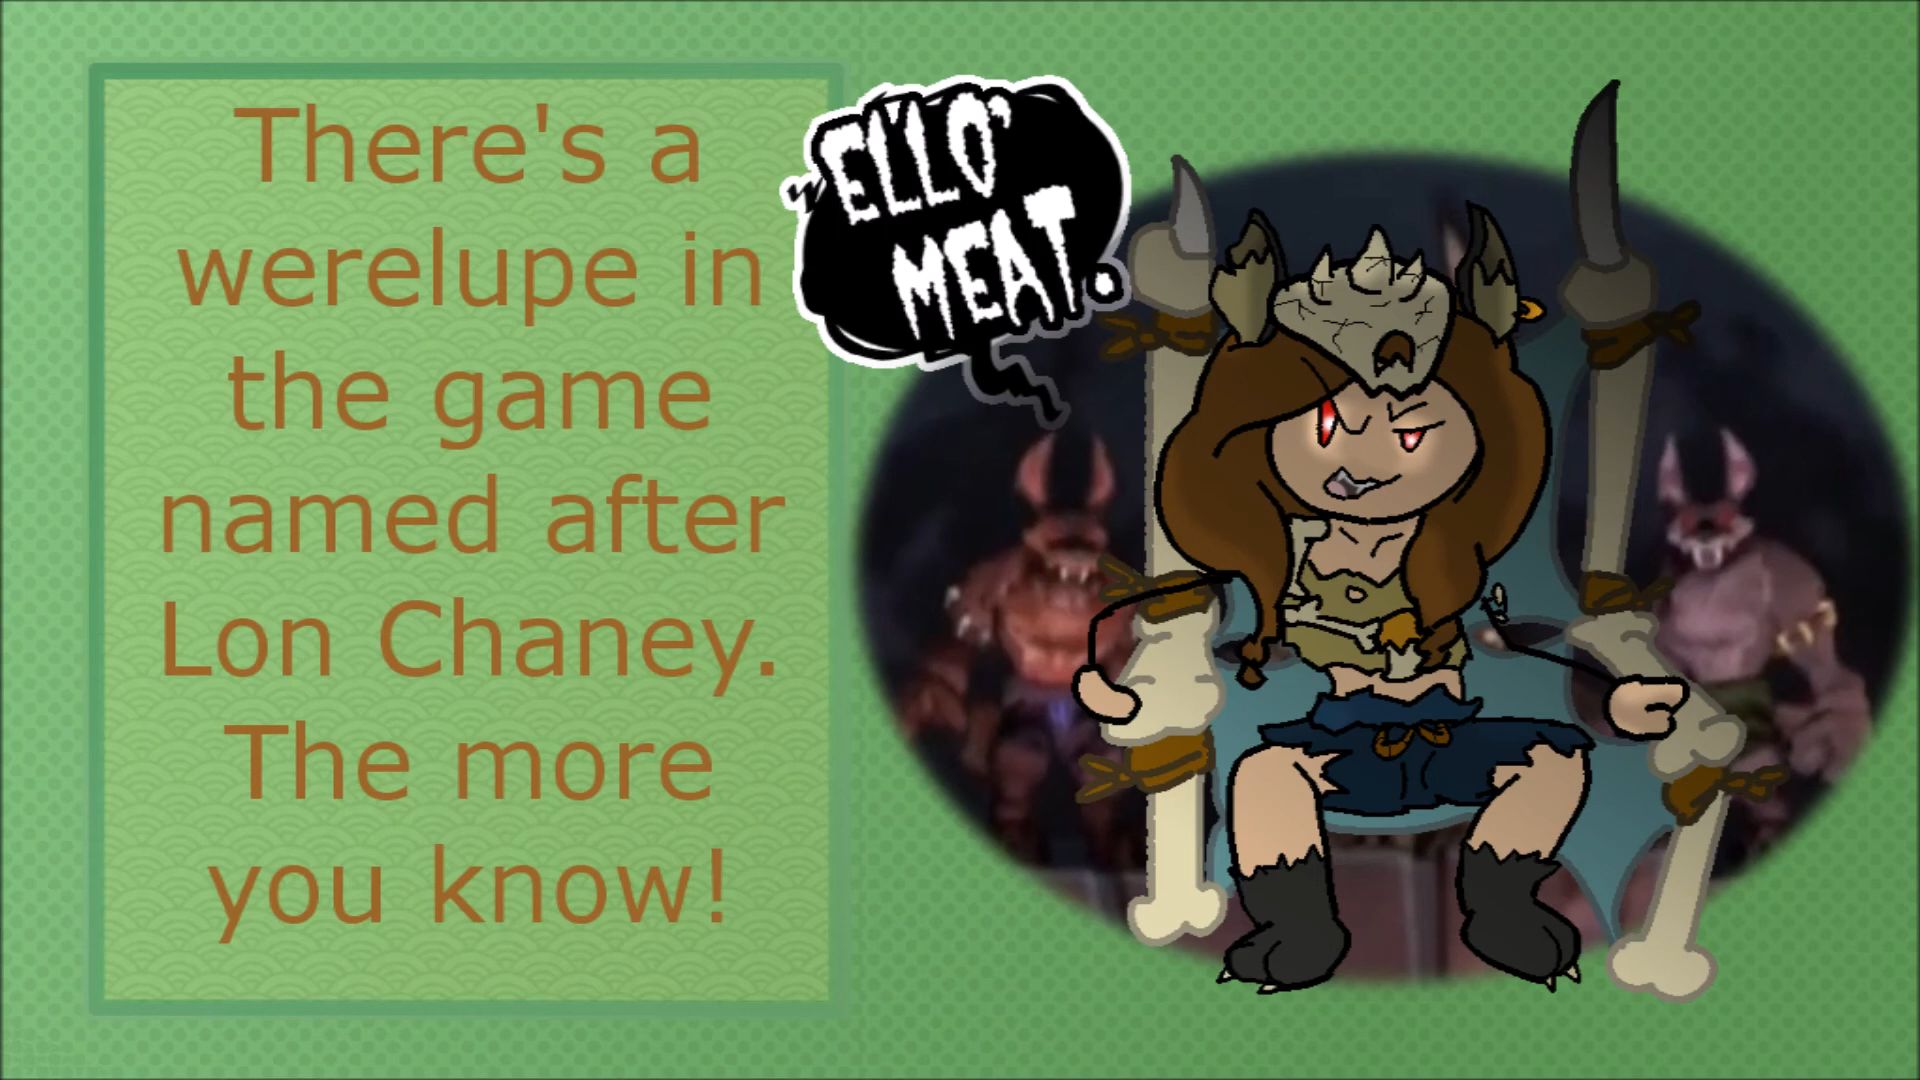 There's a
werelupe in
the game
named after
Lon Chaney.
The more
you know!
'ELLO'
MEAT.